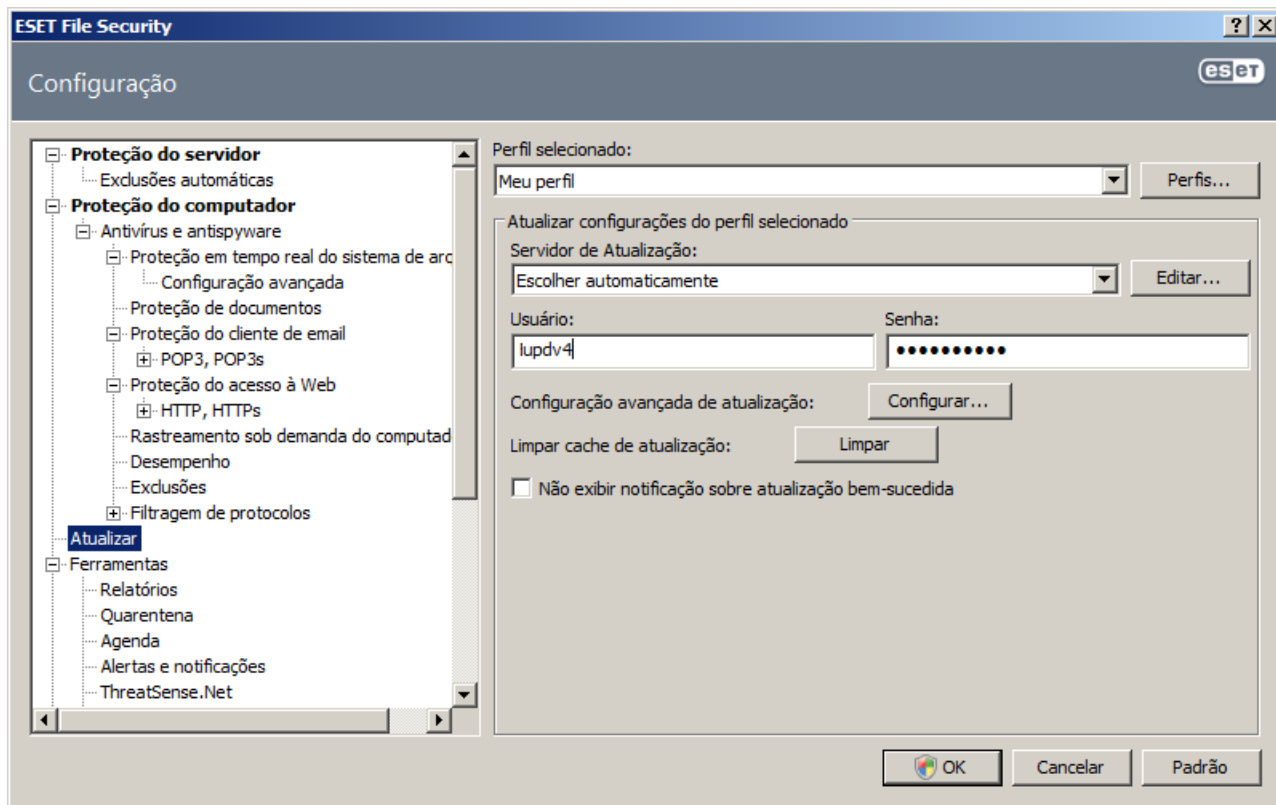 ESET File Security
Configuração
eset
Proteção do servidor
Exclusões automáticas
Proteção do computador
Antivírus e antispyware
Proteção em tempo real do sistema de arq
Configuração avançada
Proteção de documentos
Proteção do cliente de email
POP3, POP3s
Proteção do acesso à Web
HTTP, HTTPs
Rastreamento sob demanda do computad
Desempenho
Exclusões
Filtragem de protocolos
Atualizar
Ferramentas
Relatórios
Quarentena
Agenda
Alertas e notificações
ThreatSense.Net
Perfil selecionado:
Meu perfil
Perfis...
Atualizar configurações do perfil selecionado
Servidor de Atualização:
Escolher automaticamente
Editar...
Usuário: Senha:
lupdv4 ••••••••••
Configuração avançada de atualização: Configurar...
Limpar cache de atualização: Limpar
Não exibir notificação sobre atualização bem-sucedida
OK Cancelar Padrão